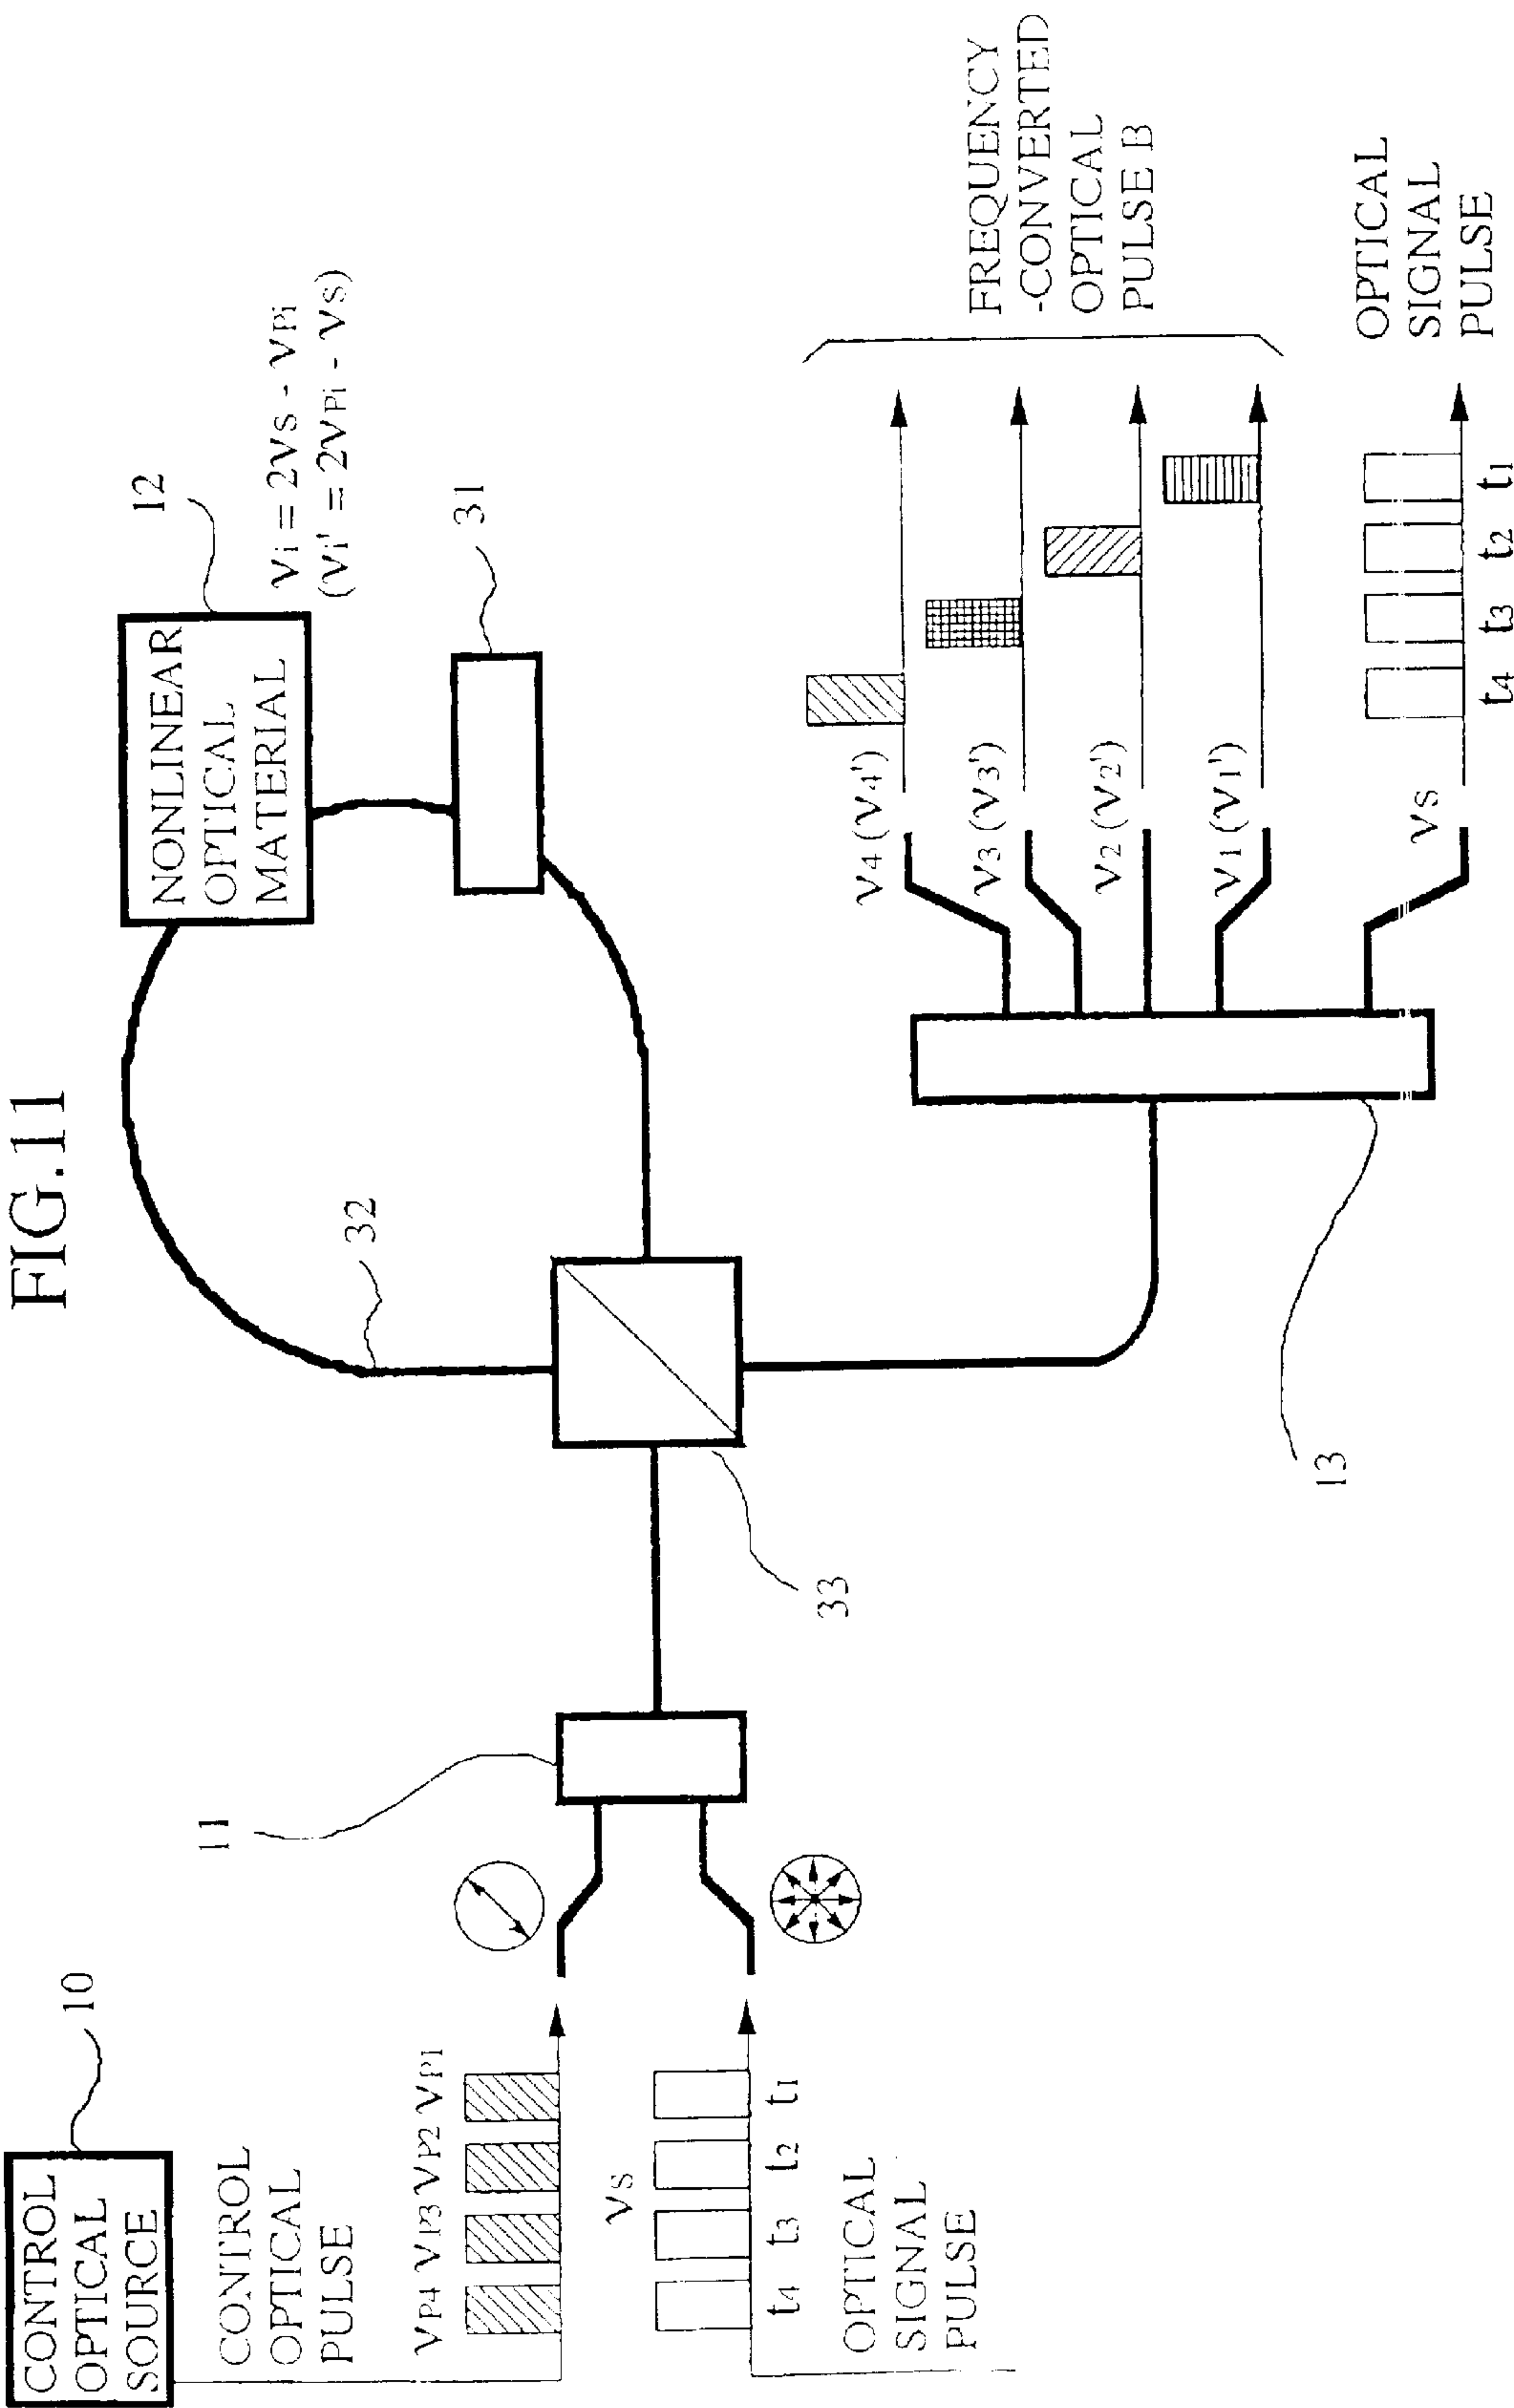 FIG.11
CONTROL
OPTICAL
SOURCE
10
CONTROL
OPTICAL
PULSE
νP4 νP3 νP2 νP1
νS
t4 t3 t2 t1
OPTICAL
SIGNAL
PULSE
11
33
32
NONLINEAR
OPTICAL
MATERIAL
12
νi = 2νS - νPi
(νi' = 2νPi - νS)
31
13
ν4 (ν4')
ν3 (ν3')
ν2 (ν2')
ν1 (ν1')
νS
FREQUENCY
-CONVERTED
OPTICAL
PULSE B
t4 t3 t2 t1
OPTICAL
SIGNAL
PULSE